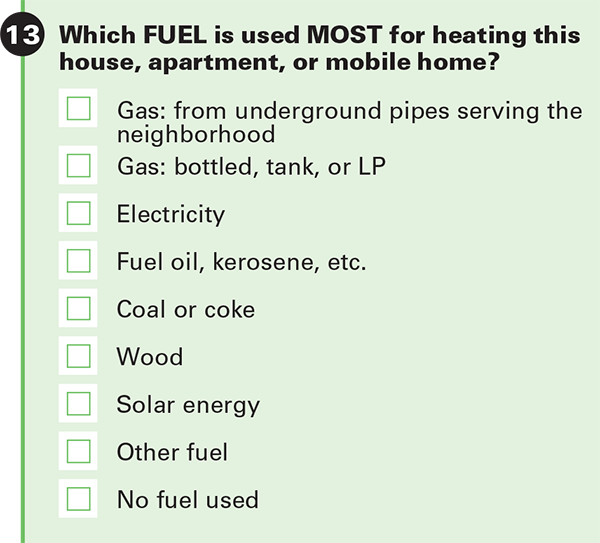 13 Which FUEL is used MOST for heating this
house, apartment, or mobile home?
Gas: from underground pipes serving the
neighborhood
Gas: bottled, tank, or LP
Electricity
Fuel oil, kerosene, etc.
Coal or coke
Wood
Solar energy
Other fuel
No fuel used